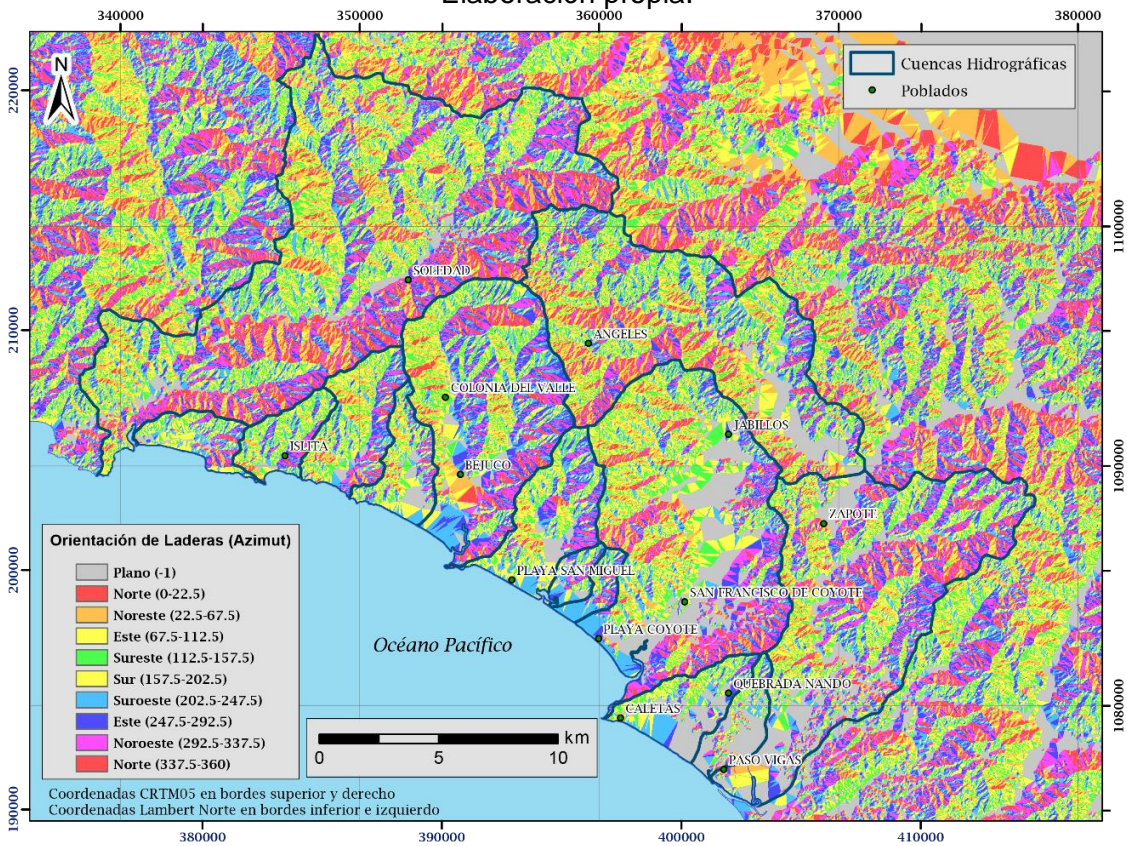 Elaboración propia.
340000 350000 360000 370000 380000
N
Cuencas Hidrográficas
Poblados
220000
1100000
SOLEDAD
210000
ANGELES
COLONIA DEL VALLE
JABILLOS
ISLITA
BEJUCO
1090000
ZAPOTE
Orientación de Laderas (Azimut)
Plano (-1)
Norte (0-22.5)
Noreste (22.5-67.5)
Este (67.5-112.5)
Sureste (112.5-157.5)
Sur (157.5-202.5)
Suroeste (202.5-247.5)
Este (247.5-292.5)
Noroeste (292.5-337.5)
Norte (337.5-360)
200000
PLAYA SAN MIGUEL
SAN FRANCISCO DE COYOTE
PLAYA COYOTE
Océano Pacífico
QUEBRADA NANDO
CALETAS
1080000
km
0 5 10
PASO VIGAS
Coordenadas CRTM05 en bordes superior y derecho
Coordenadas Lambert Norte en bordes inferior e izquierdo
190000
380000 390000 400000 410000